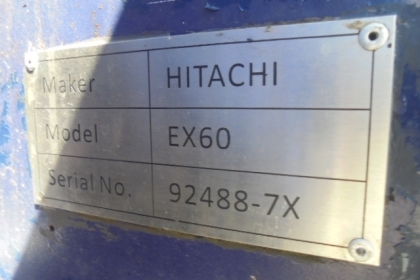 Maker HITACHI
Model EX60
Serial No. 92488-7X